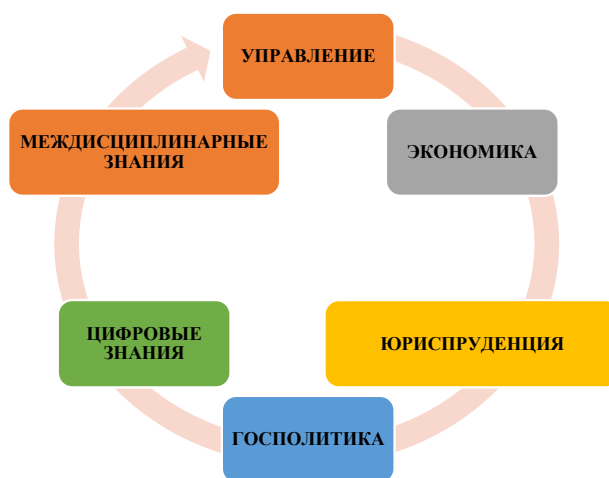 УПРАВЛЕНИЕ
ЭКОНОМИКА
ЮРИСПРУДЕНЦИЯ
ГОСПОЛИТИКА
ЦИФРОВЫЕ
ЗНАНИЯ
МЕЖДИСЦИПЛИНАРНЫЕ
ЗНАНИЯ